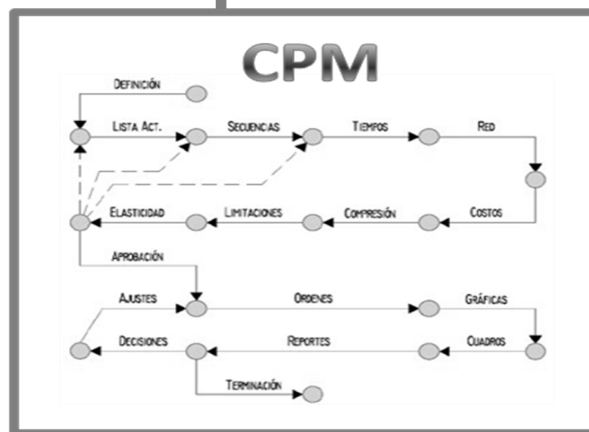 CPM
DEFINICIÓN
LISTA ACT.
SECUENCIAS
TIEMPOS
RED
ELASTICIDAD
LIMITACIONES
COMPRESIÓN
COSTOS
APROBACIÓN
AJUSTES
ORDENES
GRÁFICAS
DECISIONES
REPORTES
CUADROS
TERMINACIÓN